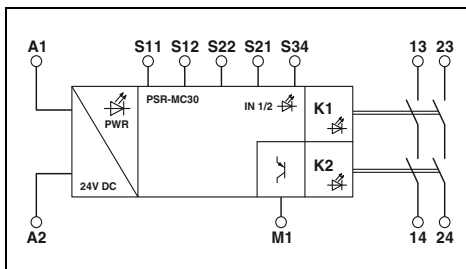 A1 S11 S12 S22 S21 S34 13 23
PSR-MC30 IN 1/2 K1
PWR
K2
24V DC
A2 M1 14 24